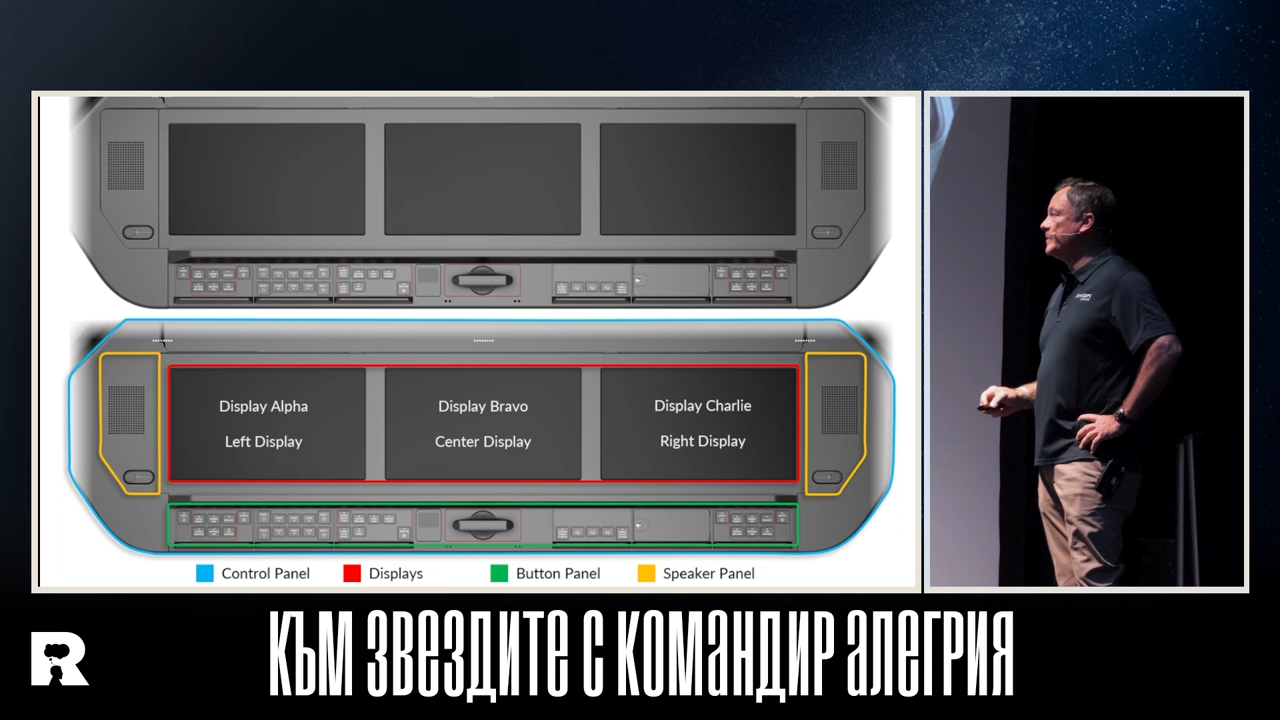 Display Alpha
Left Display
Display Bravo
Center Display
Display Charlie
Right Display
Control Panel
Displays
Button Panel
Speaker Panel
КЪМ ЗВЕЗДИТЕ С КОМАНДИР АЛЕГРИЯ
R